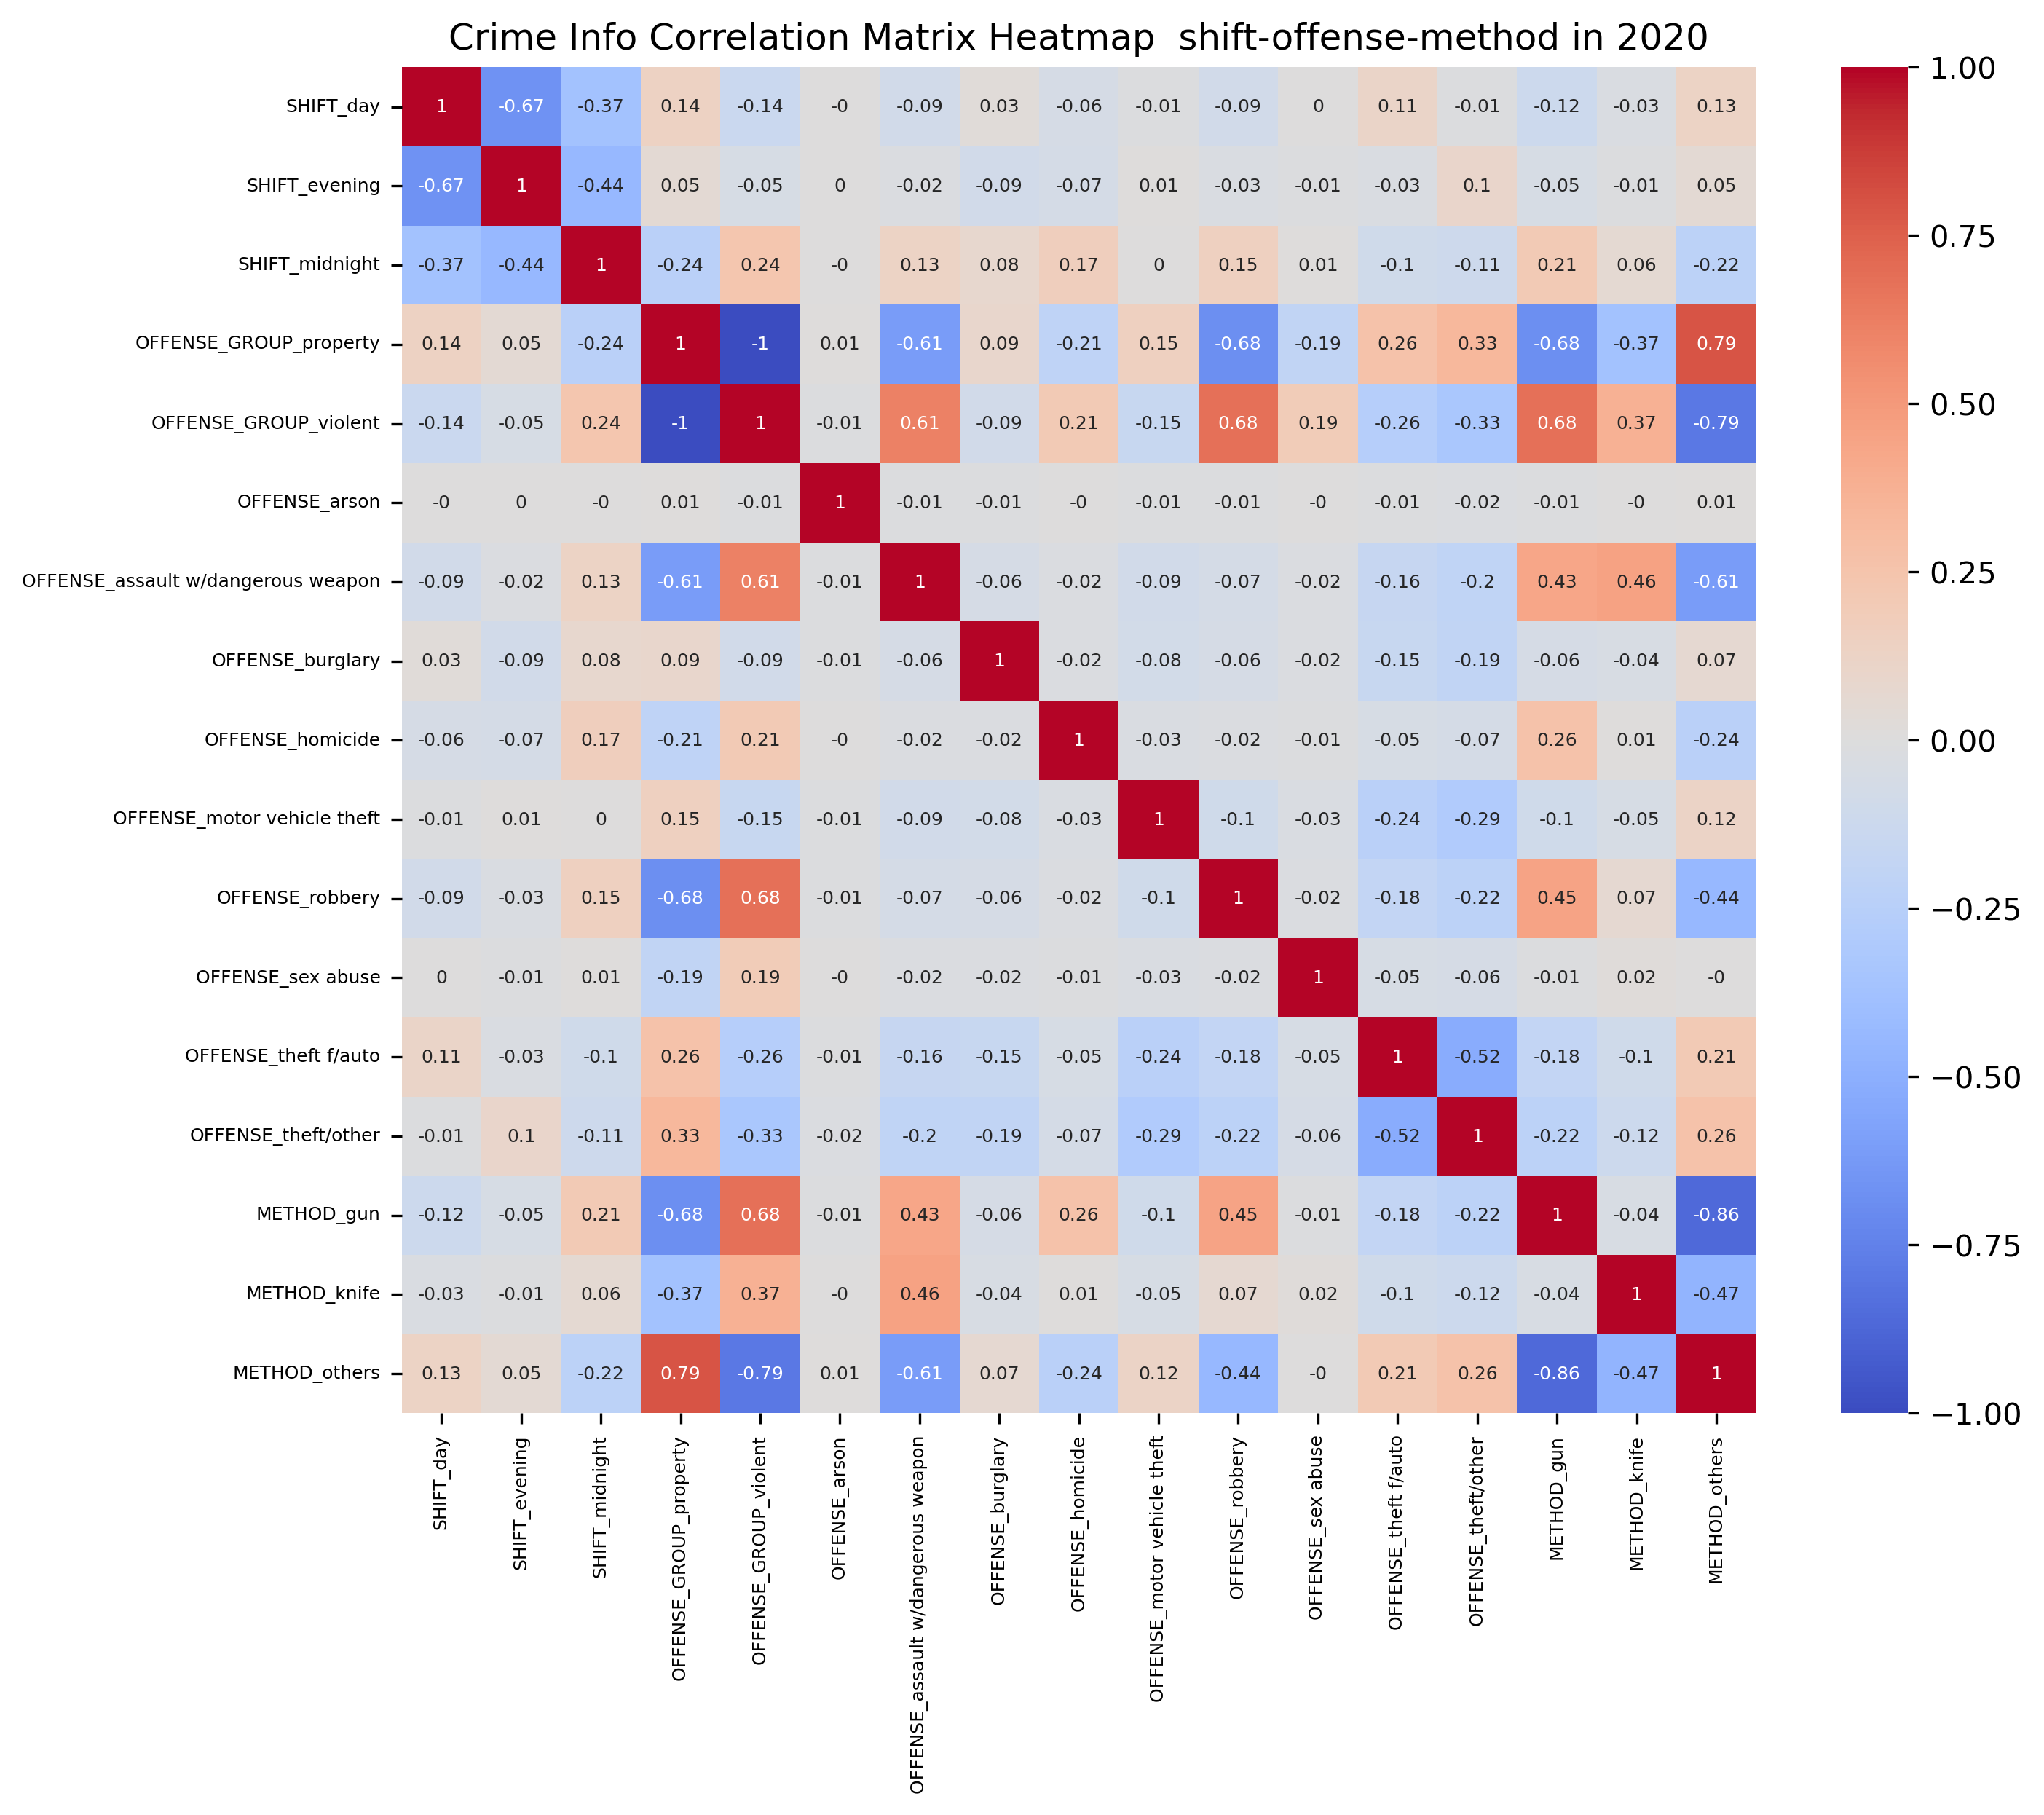 Crime Info Correlation Matrix Heatmap  shift-offense-method in 2020
SHIFT_day 1 -0.67 -0.37 0.14 -0.14 -0 -0.09 0.03 -0.06 -0.01 -0.09 0 0.11 -0.01 -0.12 -0.03 0.13
SHIFT_evening -0.67 1 -0.44 0.05 -0.05 0 -0.02 -0.09 -0.07 0.01 -0.03 -0.01 -0.03 0.1 -0.05 -0.01 0.05
SHIFT_midnight -0.37 -0.44 1 -0.24 0.24 -0 0.13 0.08 0.17 0 0.15 0.01 -0.1 -0.11 0.21 0.06 -0.22
OFFENSE_GROUP_property 0.14 0.05 -0.24 1 -1 0.01 -0.61 0.09 -0.21 0.15 -0.68 -0.19 0.26 0.33 -0.68 -0.37 0.79
OFFENSE_GROUP_violent -0.14 -0.05 0.24 -1 1 -0.01 0.61 -0.09 0.21 -0.15 0.68 0.19 -0.26 -0.33 0.68 0.37 -0.79
OFFENSE_arson -0 0 -0 0.01 -0.01 1 -0.01 -0.01 -0 -0.01 -0.01 -0 -0.01 -0.02 -0.01 -0 0.01
OFFENSE_assault w/dangerous weapon -0.09 -0.02 0.13 -0.61 0.61 -0.01 1 -0.06 -0.02 -0.09 -0.07 -0.02 -0.16 -0.2 0.43 0.46 -0.61
OFFENSE_burglary 0.03 -0.09 0.08 0.09 -0.09 -0.01 -0.06 1 -0.02 -0.08 -0.06 -0.02 -0.15 -0.19 -0.06 -0.04 0.07
OFFENSE_homicide -0.06 -0.07 0.17 -0.21 0.21 -0 -0.02 -0.02 1 -0.03 -0.02 -0.01 -0.05 -0.07 0.26 0.01 -0.24
OFFENSE_motor vehicle theft -0.01 0.01 0 0.15 -0.15 -0.01 -0.09 -0.08 -0.03 1 -0.1 -0.03 -0.24 -0.29 -0.1 -0.05 0.12
OFFENSE_robbery -0.09 -0.03 0.15 -0.68 0.68 -0.01 -0.07 -0.06 -0.02 -0.1 1 -0.02 -0.18 -0.22 0.45 0.07 -0.44
OFFENSE_sex abuse 0 -0.01 0.01 -0.19 0.19 -0 -0.02 -0.02 -0.01 -0.03 -0.02 1 -0.05 -0.06 -0.01 0.02 -0
OFFENSE_theft f/auto 0.11 -0.03 -0.1 0.26 -0.26 -0.01 -0.16 -0.15 -0.05 -0.24 -0.18 -0.05 1 -0.52 -0.18 -0.1 0.21
OFFENSE_theft/other -0.01 0.1 -0.11 0.33 -0.33 -0.02 -0.2 -0.19 -0.07 -0.29 -0.22 -0.06 -0.52 1 -0.22 -0.12 0.26
METHOD_gun -0.12 -0.05 0.21 -0.68 0.68 -0.01 0.43 -0.06 0.26 -0.1 0.45 -0.01 -0.18 -0.22 1 -0.04 -0.86
METHOD_knife -0.03 -0.01 0.06 -0.37 0.37 -0 0.46 -0.04 0.01 -0.05 0.07 0.02 -0.1 -0.12 -0.04 1 -0.47
METHOD_others 0.13 0.05 -0.22 0.79 -0.79 0.01 -0.61 0.07 -0.24 0.12 -0.44 -0 0.21 0.26 -0.86 -0.47 1
SHIFT_day
SHIFT_evening
SHIFT_midnight
OFFENSE_GROUP_property
OFFENSE_GROUP_violent
OFFENSE_arson
OFFENSE_assault w/dangerous weapon
OFFENSE_burglary
OFFENSE_homicide
OFFENSE_motor vehicle theft
OFFENSE_robbery
OFFENSE_sex abuse
OFFENSE_theft f/auto
OFFENSE_theft/other
METHOD_gun
METHOD_knife
METHOD_others
1.00
0.75
0.50
0.25
0.00
−0.25
−0.50
−0.75
−1.00